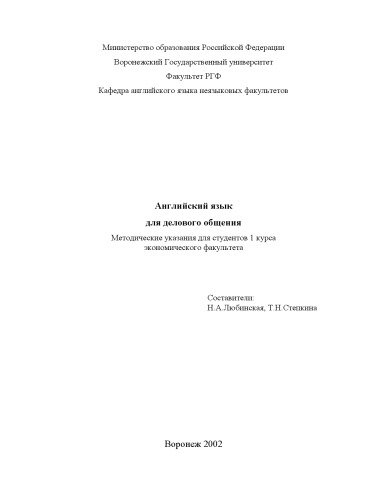 Министерство образования Российской Федерации
Воронежский Государственный университет
Факультет РГФ
Кафедра английского языка неязыковых факультетов
Английский язык
для делового общения
Методические указания для студентов 1 курса
экономического факультета
Составители:
Н.А.Любинская, Т.Н.Степкина
Воронеж 2002